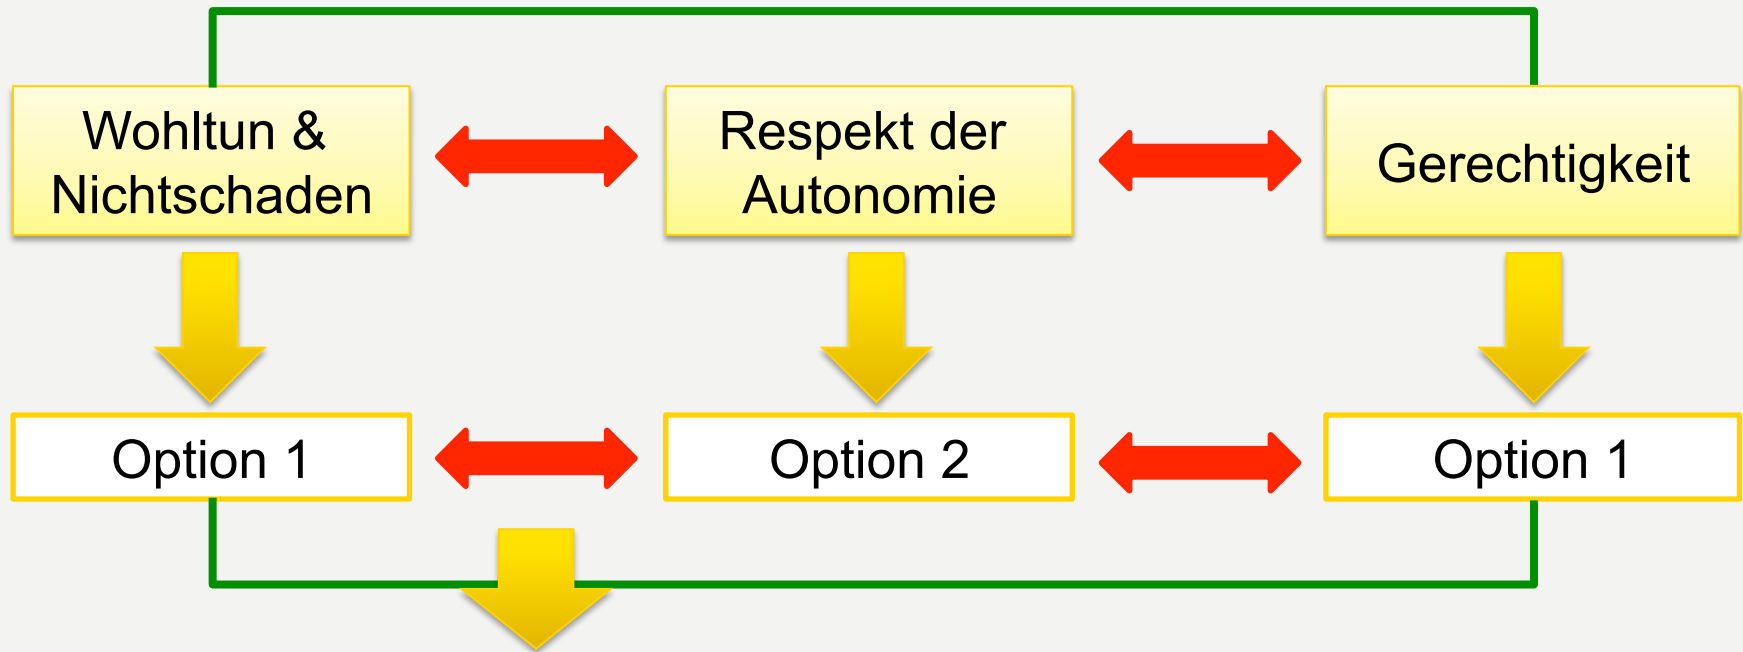 Wohltun &
Nichtschaden
Respekt der
Autonomie
Gerechtigkeit
Option 1
Option 2
Option 1